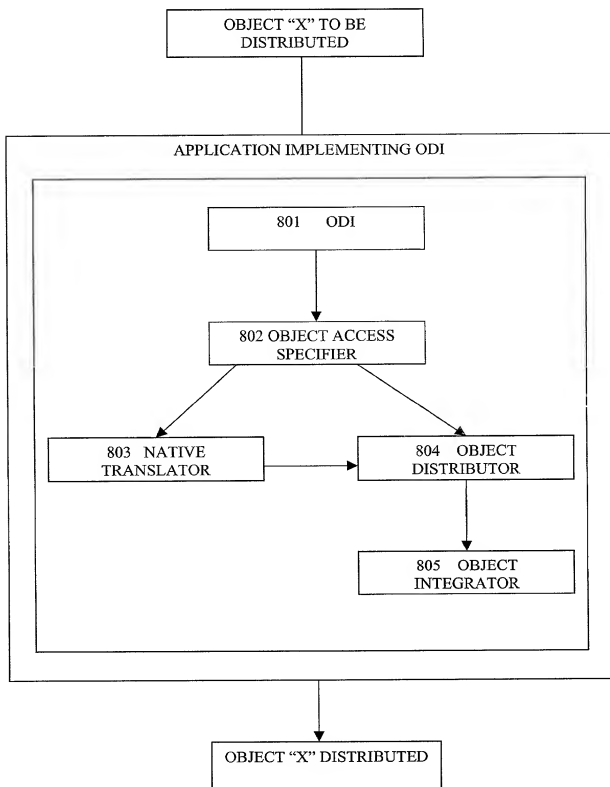 OBJECT “X” TO BE
DISTRIBUTED
APPLICATION IMPLEMENTING ODI
801 ODI
802 OBJECT ACCESS
SPECIFIER
803 NATIVE
TRANSLATOR
804 OBJECT
DISTRIBUTOR
805 OBJECT
INTEGRATOR
OBJECT “X” DISTRIBUTED